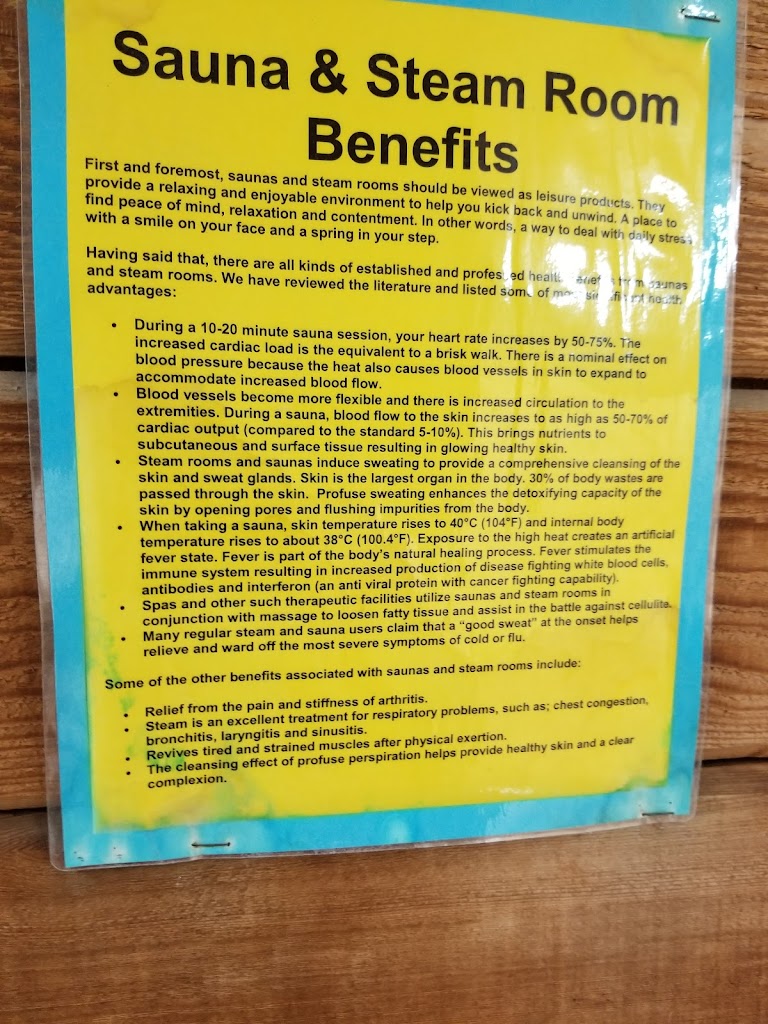 Sauna & Steam Room
Benefits
First and foremost, saunas and steam rooms should be viewed as leisure products. They
provide a relaxing and enjoyable environment to help you kick back and unwind. A place to
find peace of mind, relaxation and contentment. In other words, a way to deal with daily stress
with a smile on your face and a spring in your step.
Having said that, there are all kinds of established and professed health benefits from saunas
and steam rooms. We have reviewed the literature and listed some of significant health
advantages:
• During a 10-20 minute sauna session, your heart rate increases by 50-75%. The
increased cardiac load is the equivalent to a brisk walk. There is a nominal effect on
blood pressure because the heat also causes blood vessels in skin to expand to
accommodate increased blood flow.
• Blood vessels become more flexible and there is increased circulation to the
extremities. During a sauna, blood flow to the skin increases to as high as 50-70% of
cardiac output (compared to the standard 5-10%). This brings nutrients to
subcutaneous and surface tissue resulting in glowing healthy skin.
• Steam rooms and saunas induce sweating to provide a comprehensive cleansing of the
skin and sweat glands. Skin is the largest organ in the body. 30% of body wastes are
passed through the skin. Profuse sweating enhances the detoxifying capacity of the
skin by opening pores and flushing impurities from the body.
• When taking a sauna, skin temperature rises to 40°C (104°F) and internal body
temperature rises to about 38°C (100.4°F). Exposure to the high heat creates an artificial
fever state. Fever is part of the body's natural healing process. Fever stimulates the
immune system resulting in increased production of disease fighting white blood cells,
antibodies and interferon (an anti viral protein with cancer fighting capability).
• Spas and other such therapeutic facilities utilize saunas and steam rooms in
conjunction with massage to loosen fatty tissue and assist in the battle against cellulite.
• Many regular steam and sauna users claim that a "good sweat" at the onset helps
relieve and ward off the most severe symptoms of cold or flu.
Some of the other benefits associated with saunas and steam rooms include:
• Relief from the pain and stiffness of arthritis.
• Steam is an excellent treatment for respiratory problems, such as; chest congestion,
bronchitis, laryngitis and sinusitis.
• Revives tired and strained muscles after physical exertion.
• The cleansing effect of profuse perspiration helps provide healthy skin and a clear
complexion.